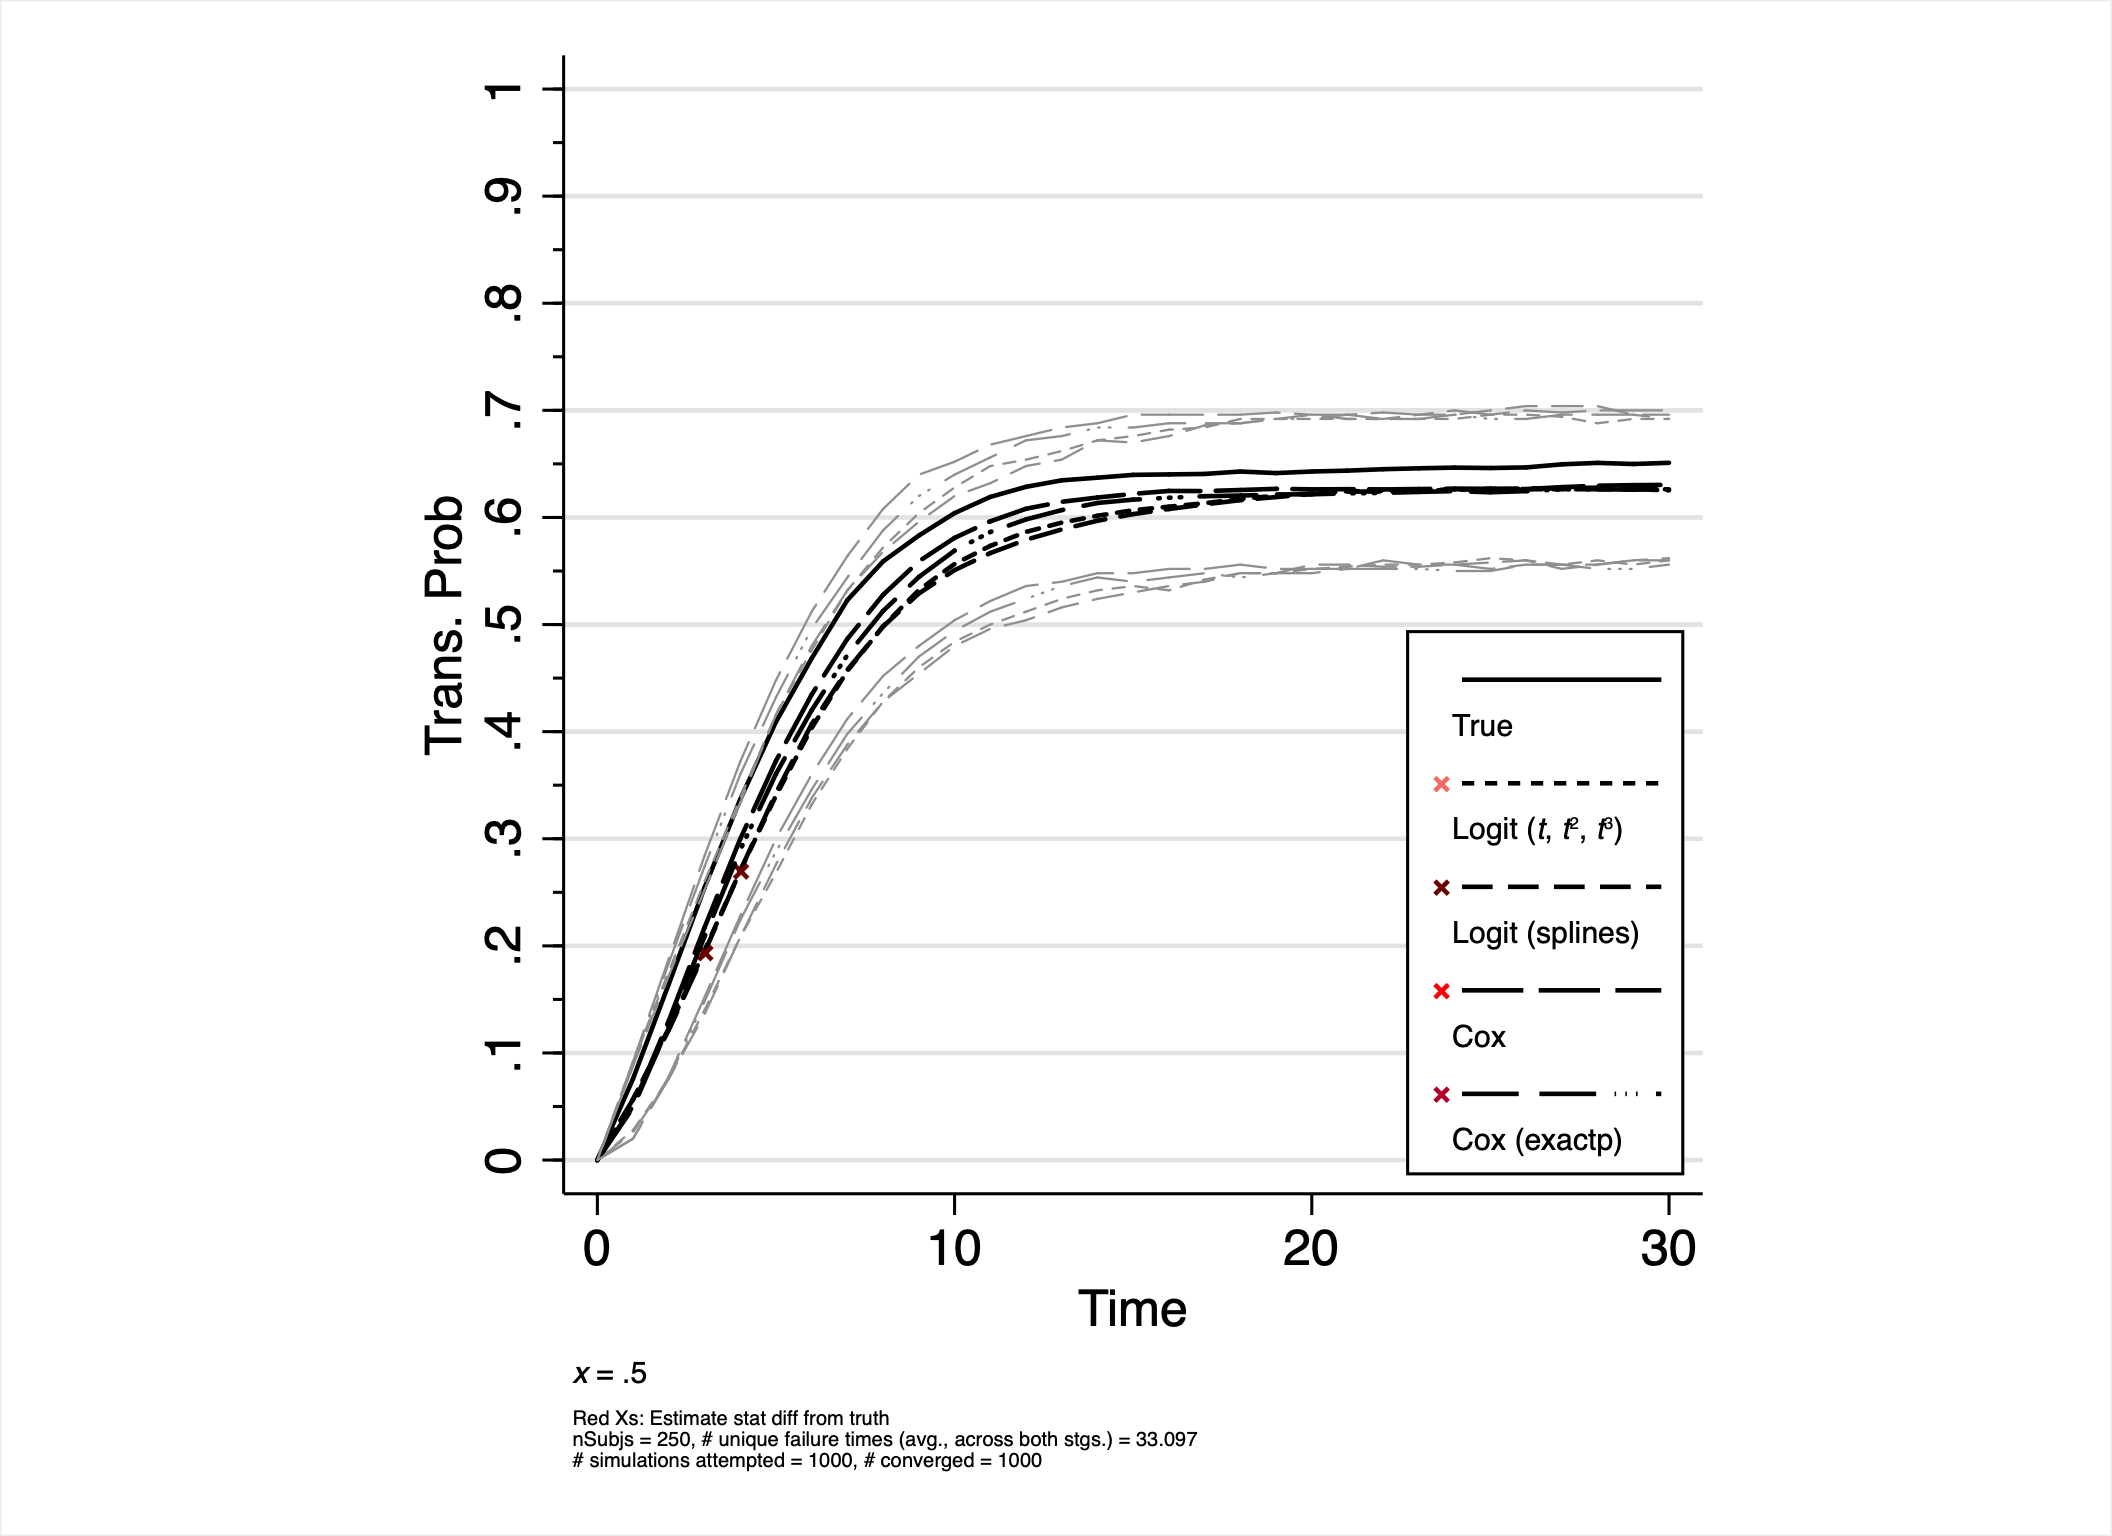 1
.9
.8
.7
.6
.5
.4
.3
.2
.1
0
Trans. Prob
True
Logit (t, t², t³)
Logit (splines)
Cox
Cox (exactp)
0 10 20 30
Time
x = .5
Red Xs: Estimate stat diff from truth
nSubjs = 250, # unique failure times (avg., across both stgs.) = 33.097
# simulations attempted = 1000, # converged = 1000